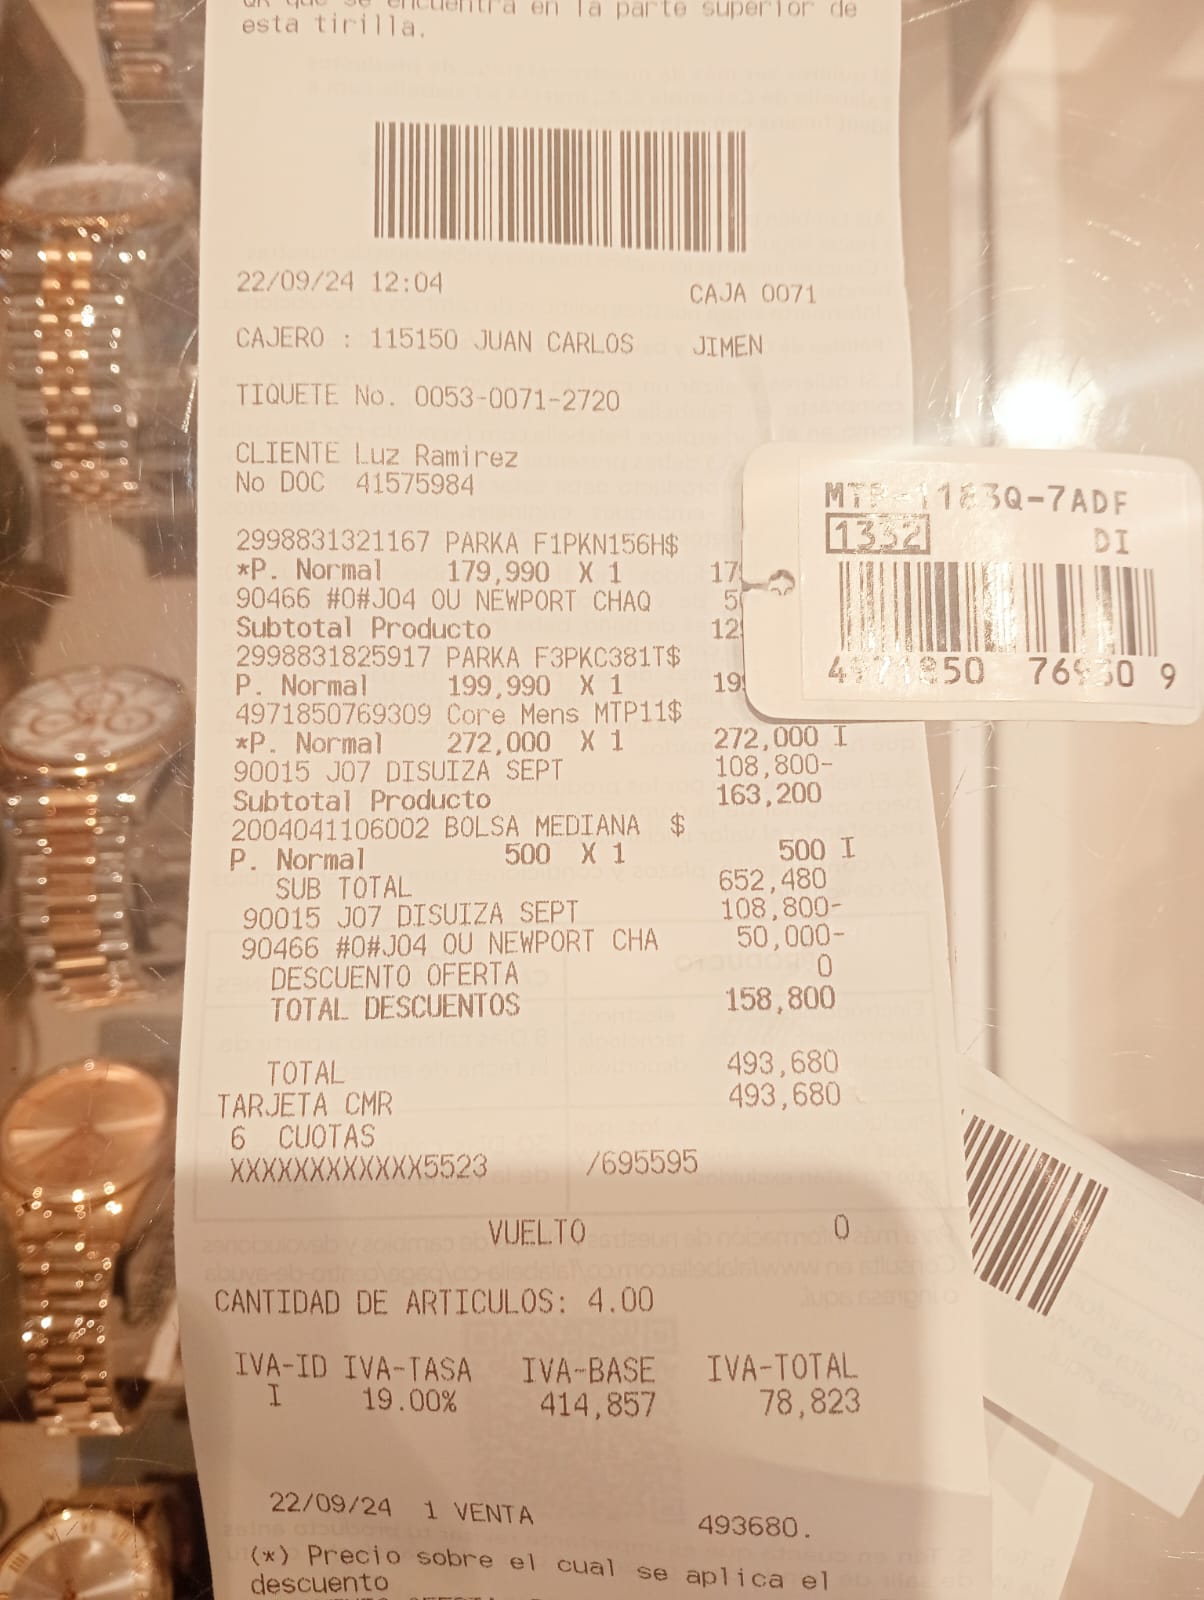 QR que se encuentra en la parte superior de
esta tirilla.
22/09/24 12:04 CAJA 0071
CAJERO : 115150 JUAN CARLOS JIMEN
TIQUETE No. 0053-0071-2720
CLIENTE Luz Ramirez
No DOC 41575984
2998831321167 PARKA F1PKN156H$
*P. Normal 179,990 X 1 17
90466 #0#J04 OU NEWPORT CHAQ 5
Subtotal Producto 12
2998831825917 PARKA F3PKC381T$
P. Normal 199,990 X 1 19
4971850769309 Core Mens MTP11$
*P. Normal 272,000 X 1 272,000 I
90015 J07 DISUIZA SEPT 108,800-
Subtotal Producto 163,200
2004041106002 BOLSA MEDIANA $
P. Normal 500 X 1 500 I
SUB TOTAL 652,480
90015 J07 DISUIZA SEPT 108,800-
90466 #0#J04 OU NEWPORT CHA 50,000-
DESCUENTO OFERTA 0
TOTAL DESCUENTOS 158,800
TOTAL 493,680
TARJETA CMR 493,680
6 CUOTAS
XXXXXXXXXXXX5523 /695595
VUELTO 0
CANTIDAD DE ARTICULOS: 4.00
IVA-ID IVA-TASA IVA-BASE IVA-TOTAL
I 19.00% 414,857 78,823
22/09/24 1 VENTA 493680.
(*) Precio sobre el cual se aplica el
descuento
MTP-1183Q-7ADF
1332 DI
4971850 76930 9